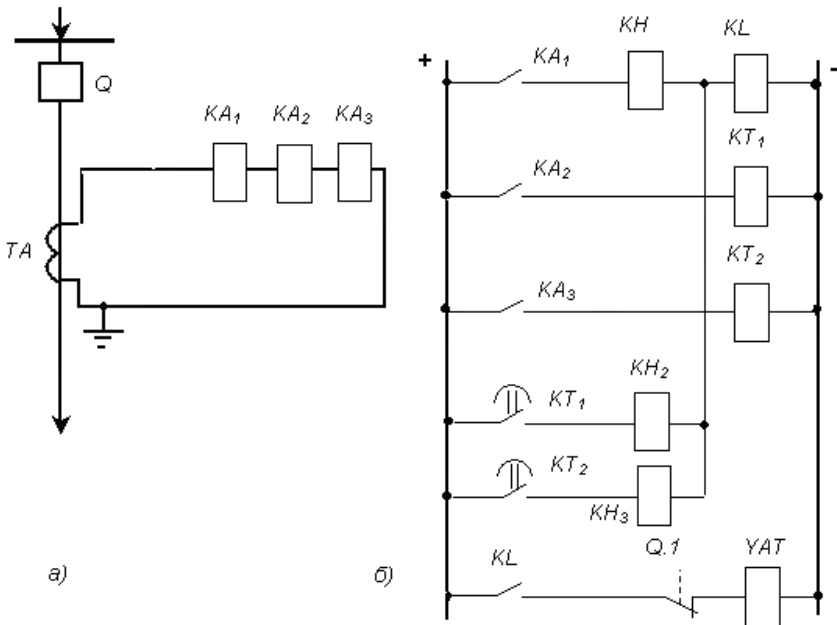 Q
KA1 KA2 KA3
TA
а)
б)
KH KL
+ KA1 -
KT1
KA2
KT2
KA3
KH2
KT1
KT2
KH3
Q.1 YAT
KL